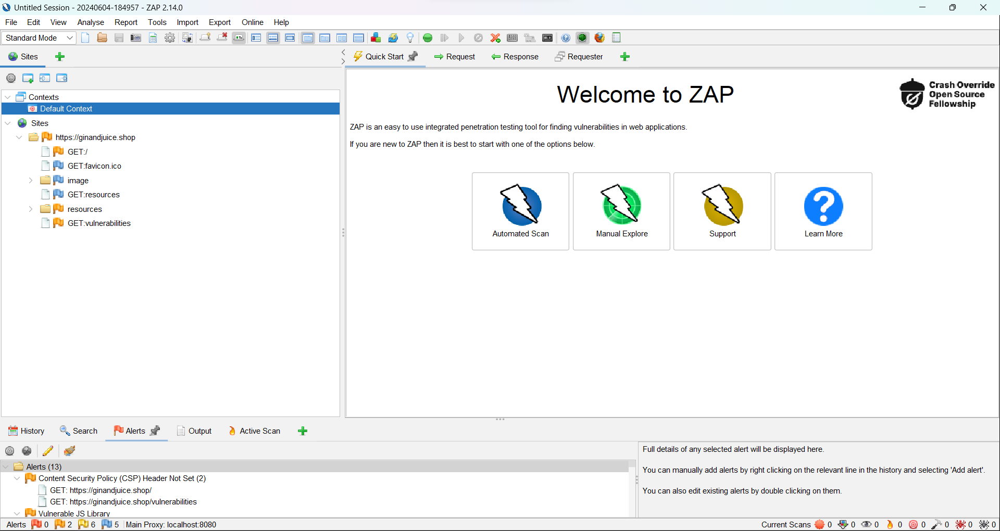 Untitled Session - 20240604-184957 - ZAP 2.14.0
File Edit View Analyse Report Tools Import Export Online Help
Standard Mode
Sites
Quick Start Request Response Requester
Contexts
Default Context
Sites
https://ginandjuice.shop
GET:/
GET:favicon.ico
image
GET:resources
resources
GET:vulnerabilities
Welcome to ZAP
Crash Override
Open Source
Fellowship
ZAP is an easy to use integrated penetration testing tool for finding vulnerabilities in web applications.
If you are new to ZAP then it is best to start with one of the options below.
Automated Scan Manual Explore Support Learn More
History Search Alerts Output Active Scan
Alerts (13)
Content Security Policy (CSP) Header Not Set (2)
GET: https://ginandjuice.shop/
GET: https://ginandjuice.shop/vulnerabilities
Vulnerable JS Library
Full details of any selected alert will be displayed here.
You can manually add alerts by right clicking on the relevant line in the history and selecting 'Add alert'.
You can also edit existing alerts by double clicking on them.
Alerts 0 2 6 5 Main Proxy: localhost:8080
Current Scans 0 0 0 0 0 0 0 0